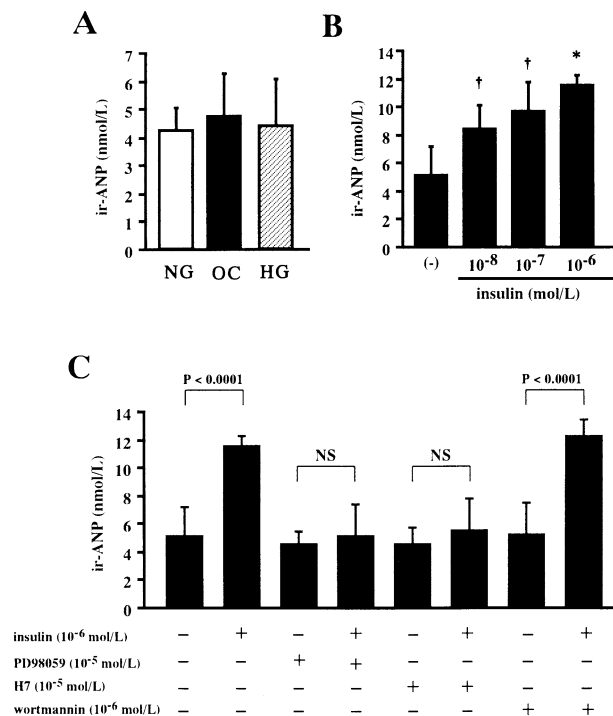 A
ir-ANP (nmol/L)
7
6
5
4
3
2
1
0
NG OC HG
B
ir-ANP (nmol/L)
14
12
10
8
6
4
2
0
† † *
(-) 10-8 10-7 10-6
insulin (mol/L)
C
P < 0.0001
NS
NS
P < 0.0001
ir-ANP (nmol/L)
14
12
10
8
6
4
2
0
insulin (10-6 mol/L) − + − + − + − +
PD98059 (10-5 mol/L) − − + + − − − −
H7 (10-5 mol/L) − − − − + + − −
wortmannin (10-6 mol/L) − − − − − − + +